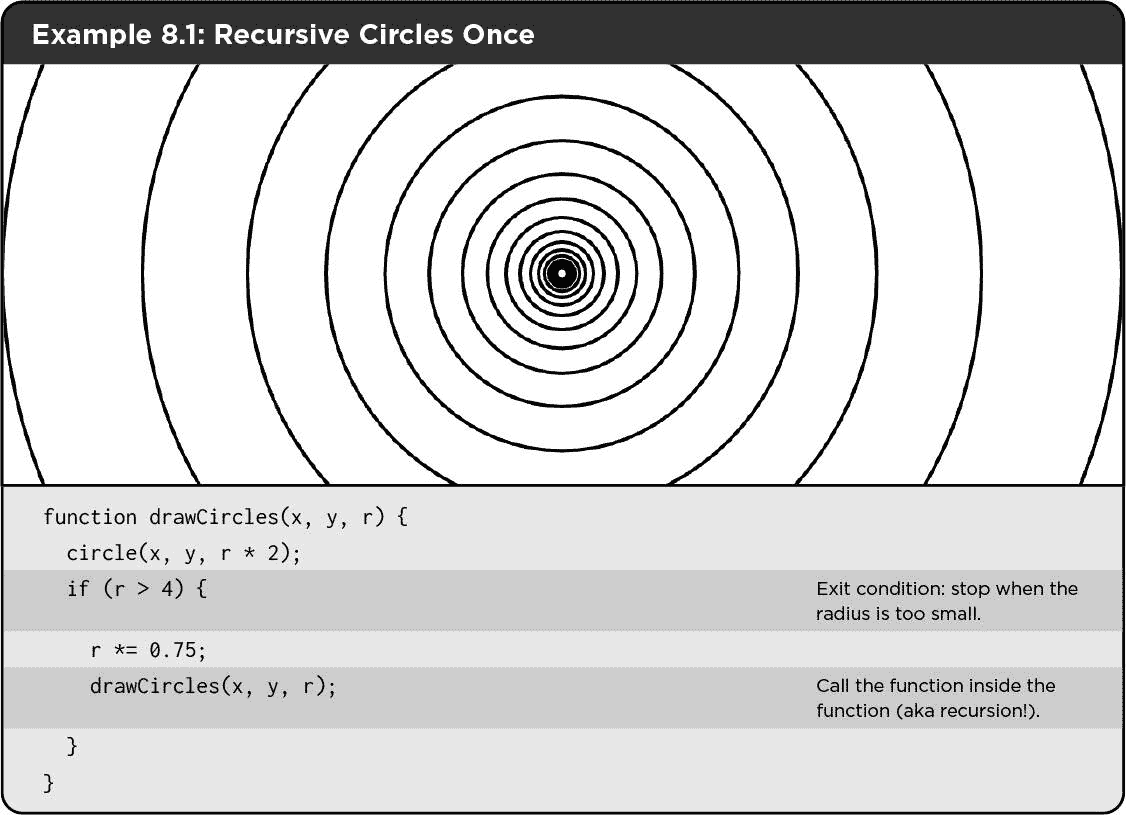 Example 8.1: Recursive Circles Once
function drawCircles(x, y, r) {
circle(x, y, r * 2);
if (r > 4) {
Exit condition: stop when the
radius is too small.
r *= 0.75;
drawCircles(x, y, r);
Call the function inside the
function (aka recursion!).
}
}